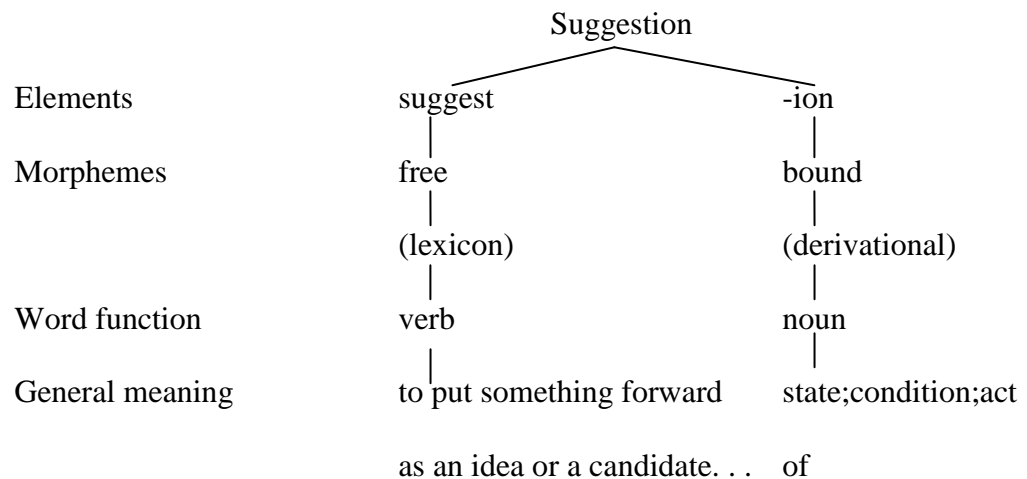 Suggestion
Elements suggest -ion
Morphemes free bound
(lexicon) (derivational)
Word function verb noun
General meaning to put something forward state;condition;act
as an idea or a candidate. . . of